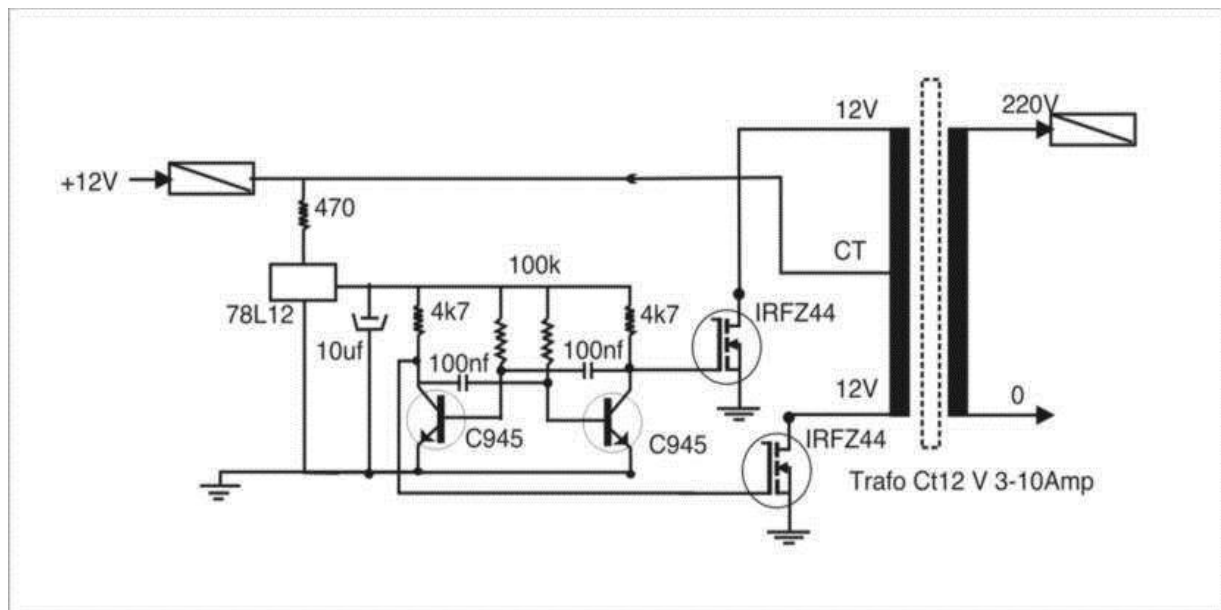 12V
220V
+12V
470
CT
100k
78L12
4k7
4k7
IRFZ44
10uf
100nf
100nf
12V
0
C945
C945
IRFZ44
Trafo Ct12 V 3-10Amp